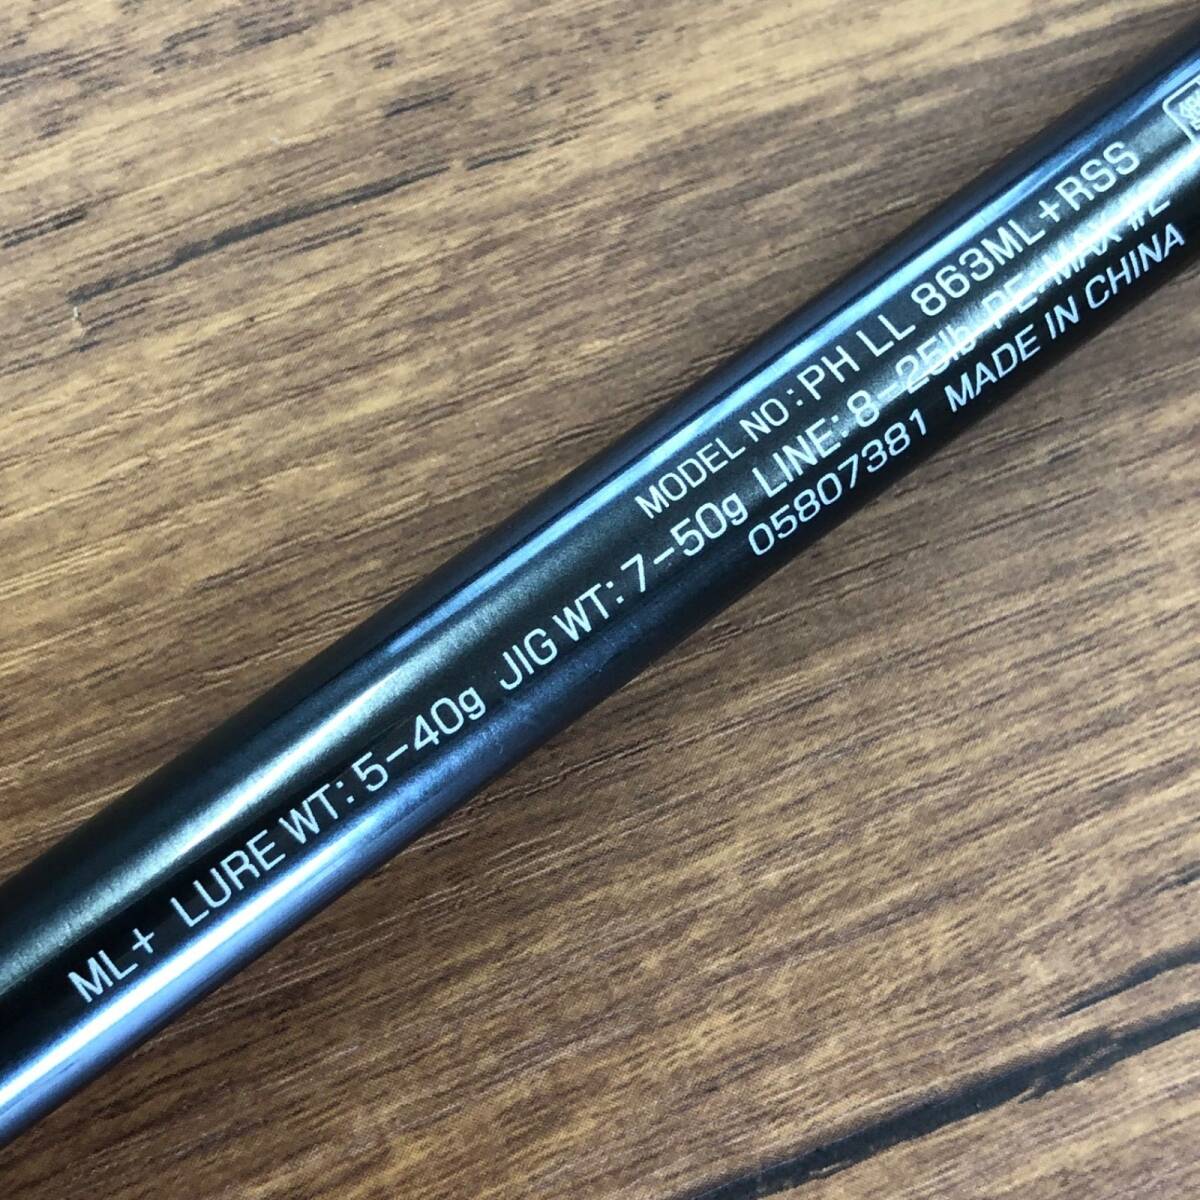 MODEL NO:PH LL 863ML+RSS
ML+ LURE WT: 5-40g JIG WT: 7-50g LINE: 8-25lb PE: MAX #2
05807381 MADE IN CHINA